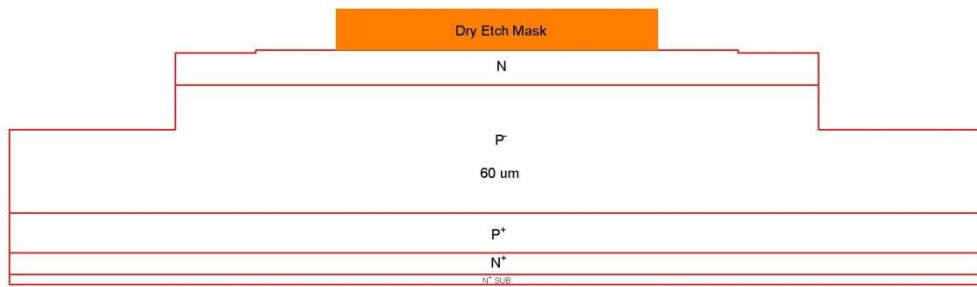 Dry Etch Mask
N
P⁻
60 um
P⁺
N⁺
N⁺ SUB